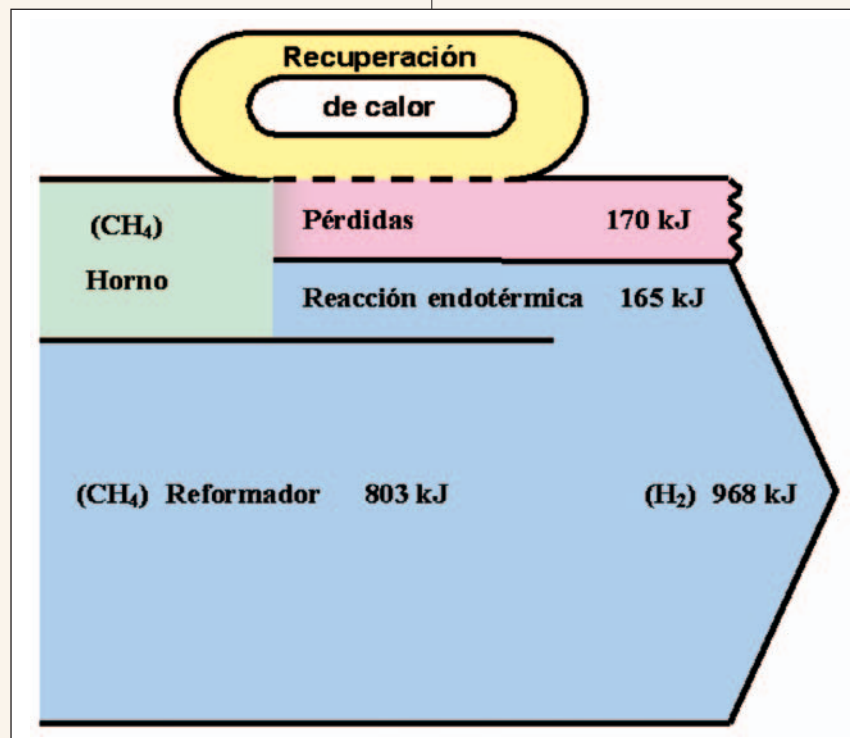 Recuperación
de calor
(CH₄)
Horno
Pérdidas 170 kJ
Reacción endotérmica 165 kJ
(CH₄) Reformador 803 kJ (H₂) 968 kJ